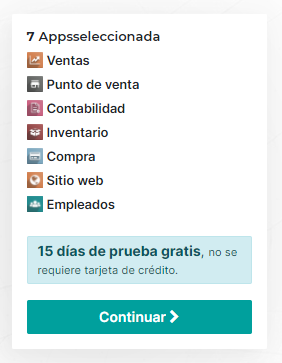 7 Appsseleccionada
Ventas
Punto de venta
Contabilidad
Inventario
Compra
Sitio web
Empleados
15 días de prueba gratis, no se
requiere tarjeta de crédito.
Continuar